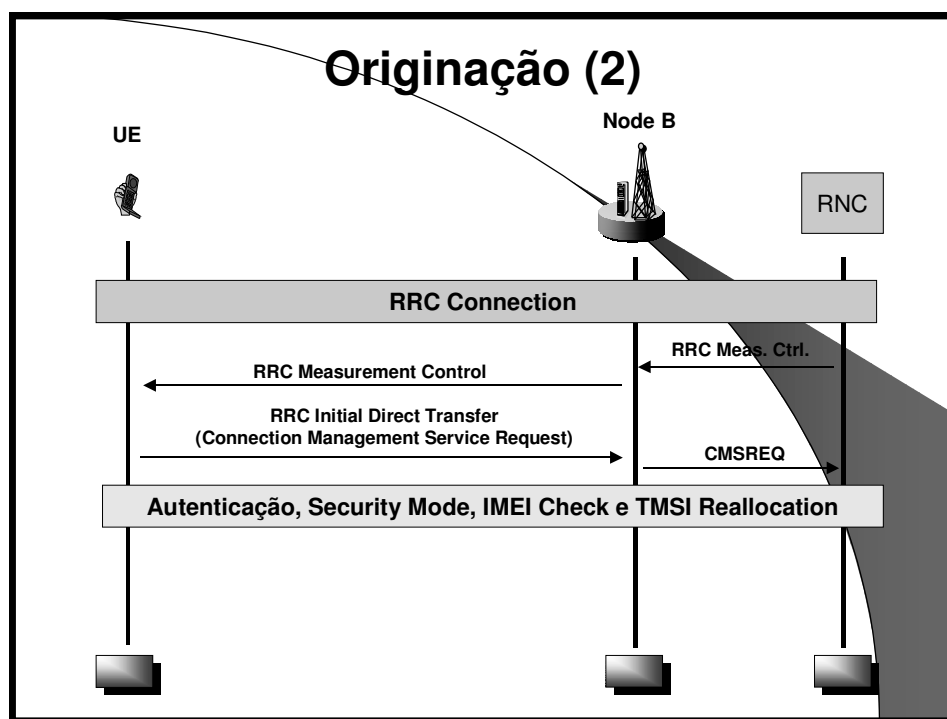 Originação (2)
UE
Node B
RNC
RRC Connection
RRC Meas. Ctrl.
RRC Measurement Control
RRC Initial Direct Transfer
(Connection Management Service Request)
CMSREQ
Autenticação, Security Mode, IMEI Check e TMSI Reallocation